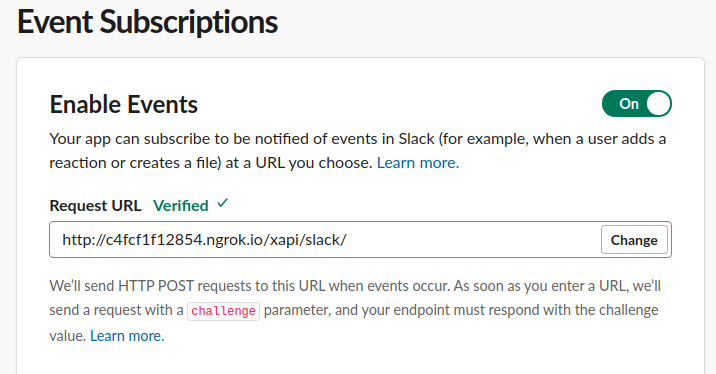 Event Subscriptions
Enable Events
On
Your app can subscribe to be notified of events in Slack (for example, when a user adds a
reaction or creates a file) at a URL you choose. Learn more.
Request URL Verified ✓
http://c4fcf1f12854.ngrok.io/xapi/slack/
Change
We’ll send HTTP POST requests to this URL when events occur. As soon as you enter a URL, we’ll
send a request with a challenge parameter, and your endpoint must respond with the challenge
value. Learn more.